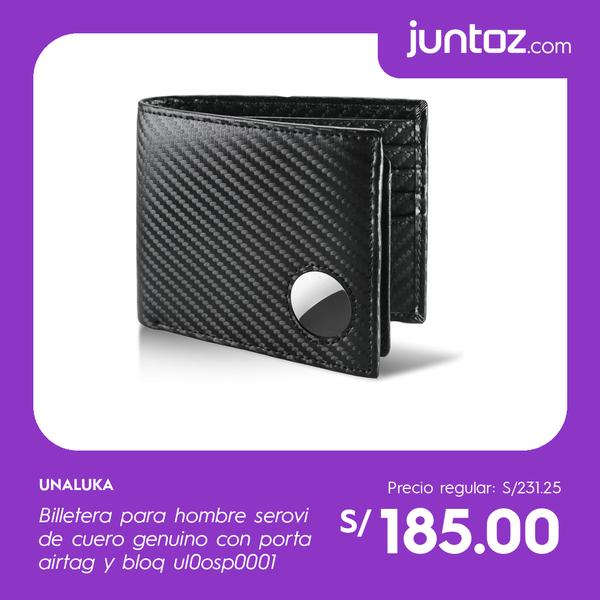 juntoz.com
UNALUKA
Billetera para hombre serovi
de cuero genuino con porta
airtag y bloq ul0osp0001
Precio regular: S/231.25
S/185.00